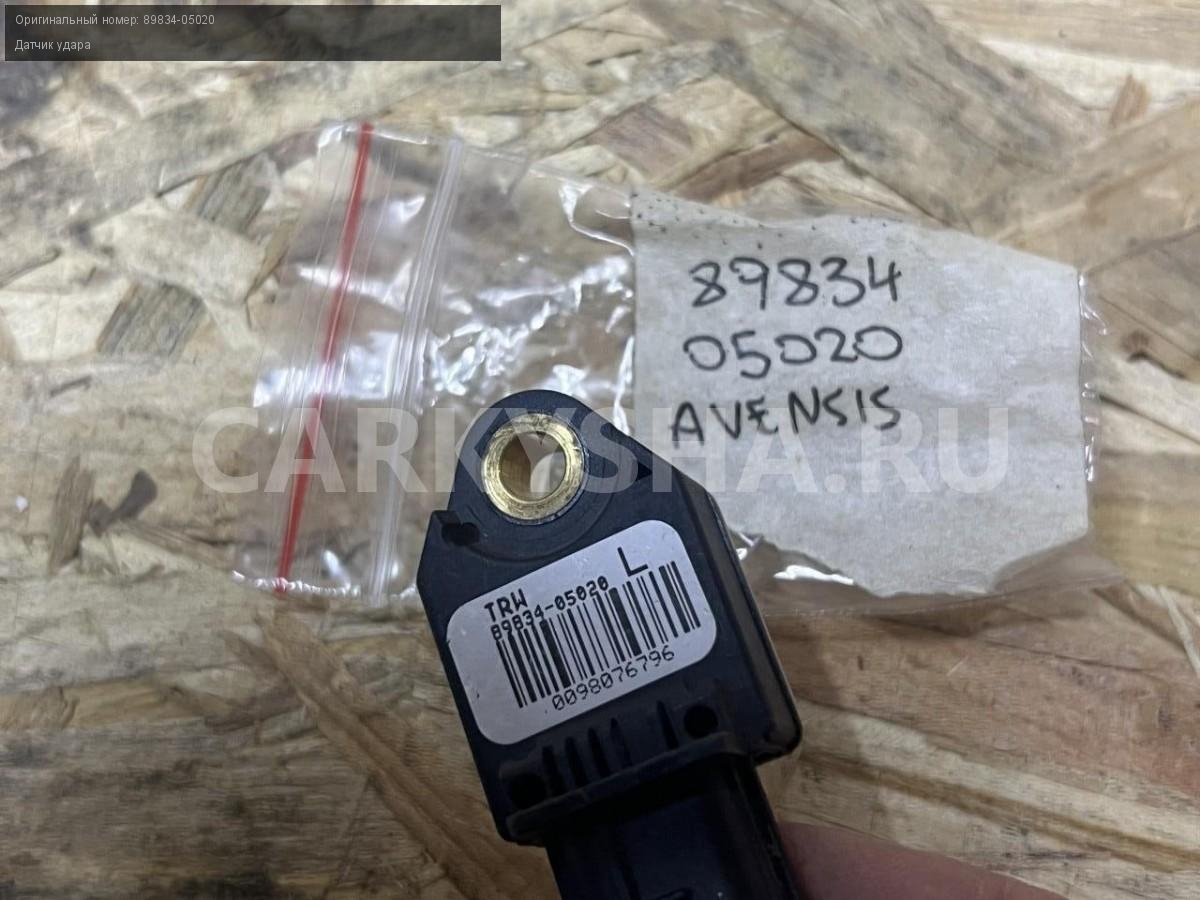 Оригинальный номер: 89834-05020
Датчик удара
89834
05020
AVENSIS
CARKYSHA.RU
TRW
89834-05020 L
0098076796